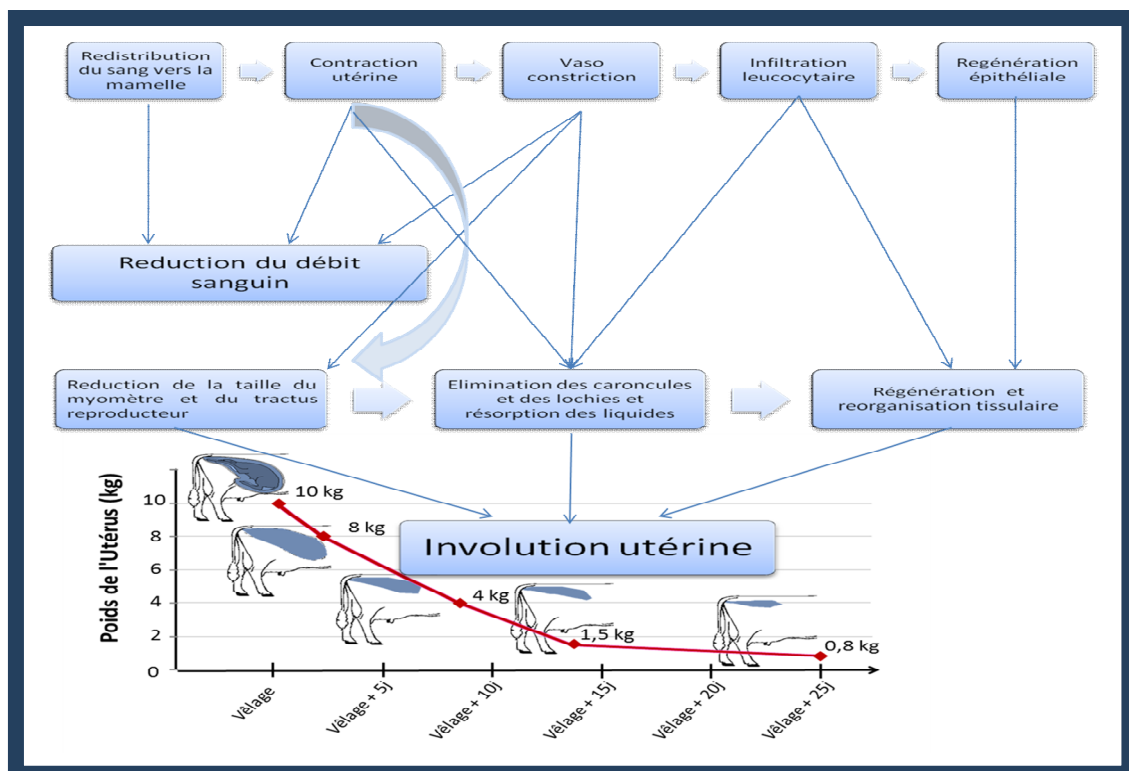 Redistribution
du sang vers la
mamelle
Contraction
utérine
Vaso
constriction
Infiltration
leucocytaire
Regénération
épithéliale
Reduction du débit
sanguin
Reduction de la taille du
myomètre et du tractus
reproducteur
Elimination des caroncules
et des lochies et
résorption des liquides
Régénération et
reorganisation tissulaire
Involution utérine
Poids de l'Utérus (kg)
10
8
6
4
2
0
10 kg
8 kg
4 kg
1,5 kg
0,8 kg
Vêlage
Vêlage + 5j
Vêlage + 10j
Vêlage + 15j
Vêlage + 20j
Vêlage + 25j